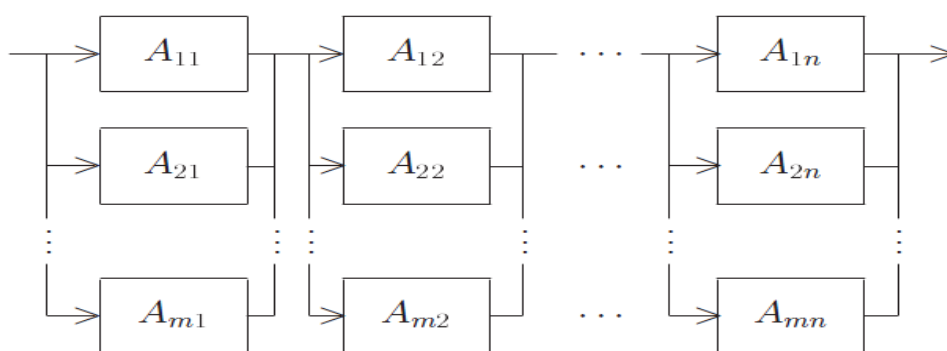 A11 A12 · · · A1n
A21 A22 · · · A2n
⋮ ⋮ ⋮ ⋮ ⋮ ⋮
Am1 Am2 · · · Amn